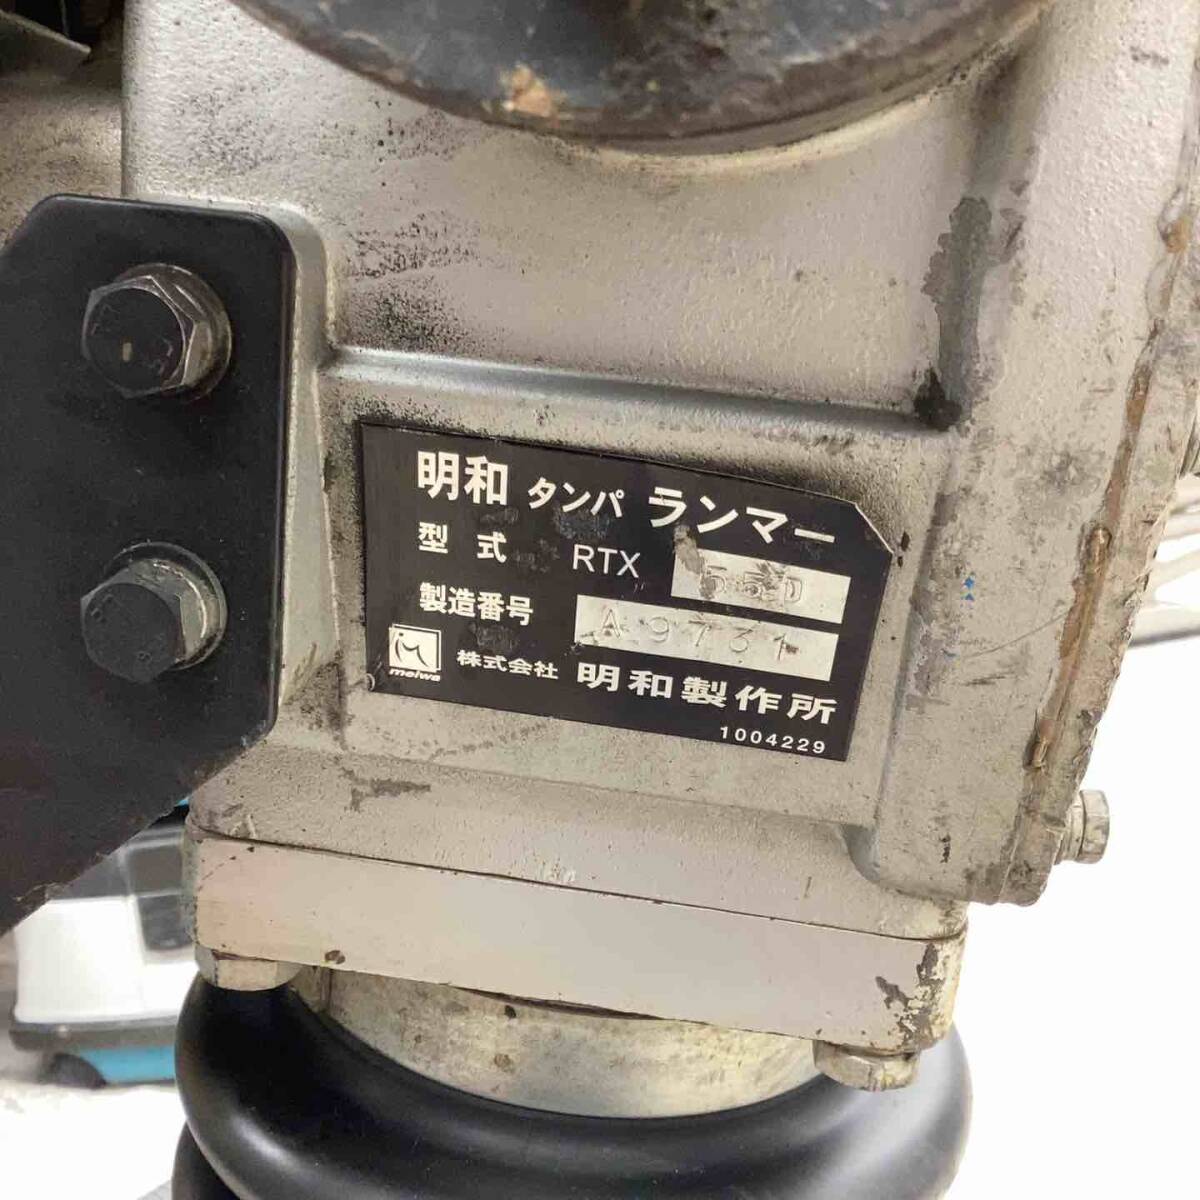 明和 タンパ ランマー
型式 RTX 55D
製造番号 A9731
meiwa 株式会社 明和製作所
1004229